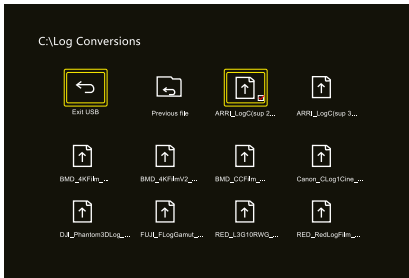 C:\Log Conversions
Exit USB
Previous file
ARRI_LogC(sup 2...
ARRI_LogC(sup 3...
BMD_4KFilm_...
BMD_4KFilmV2_...
BMD_CCFilm_...
Canon_CLog1Cine_...
DJI_Phantom3DLog_...
FUJI_FLogGamut_...
RED_L3G10RWG_...
RED_RedLogFilm_...